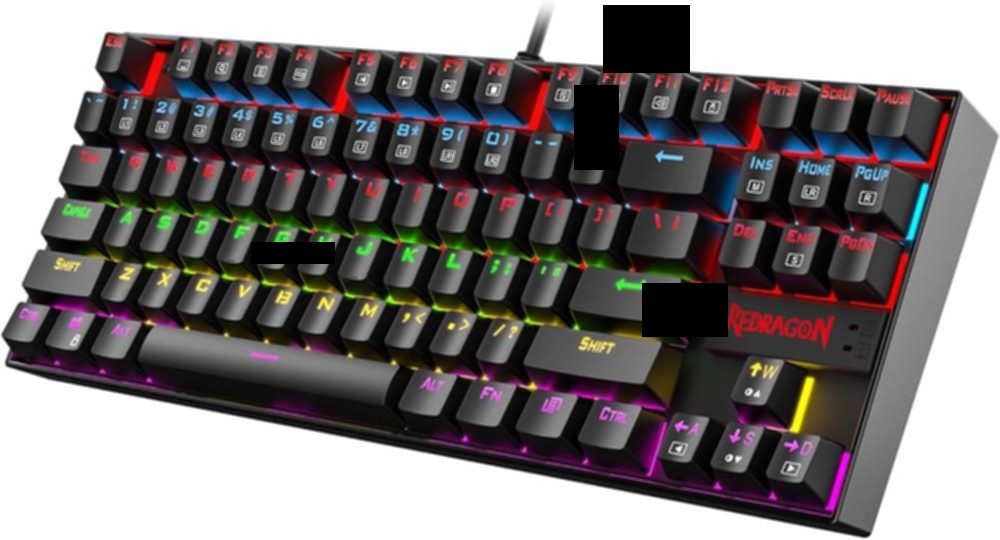 ESC F1 F2 F3 F4 F5 F6 F7 F8 F9 F10 F11 F12 PRTSC SCRLK PAUSE
1! 2@ 3# 4$ 5% 6^ 7& 8* 9( 0) -- ← INS HOME PGUP
TAB Q W E R T Y U I O P [{ ]} \| DEL END PGDN
CAPSLK A S D F J K L ;: '" ←
SHIFT Z X C V B N M ,< .> /? SHIFT
REDRAGON
↑W
CTRL ALT ALT FN CTRL ←A ↓S →D